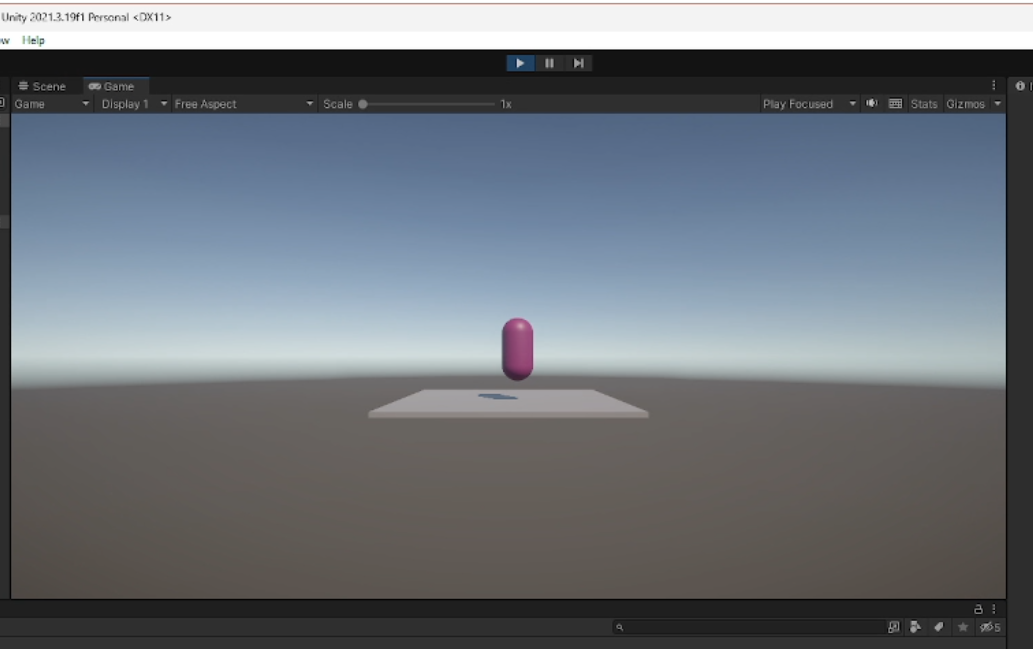 Unity 2021.3.19f1 Personal <DX11>
Help
Scene Game
Game Display 1 Free Aspect Scale 1x Play Focused Stats Gizmos
5